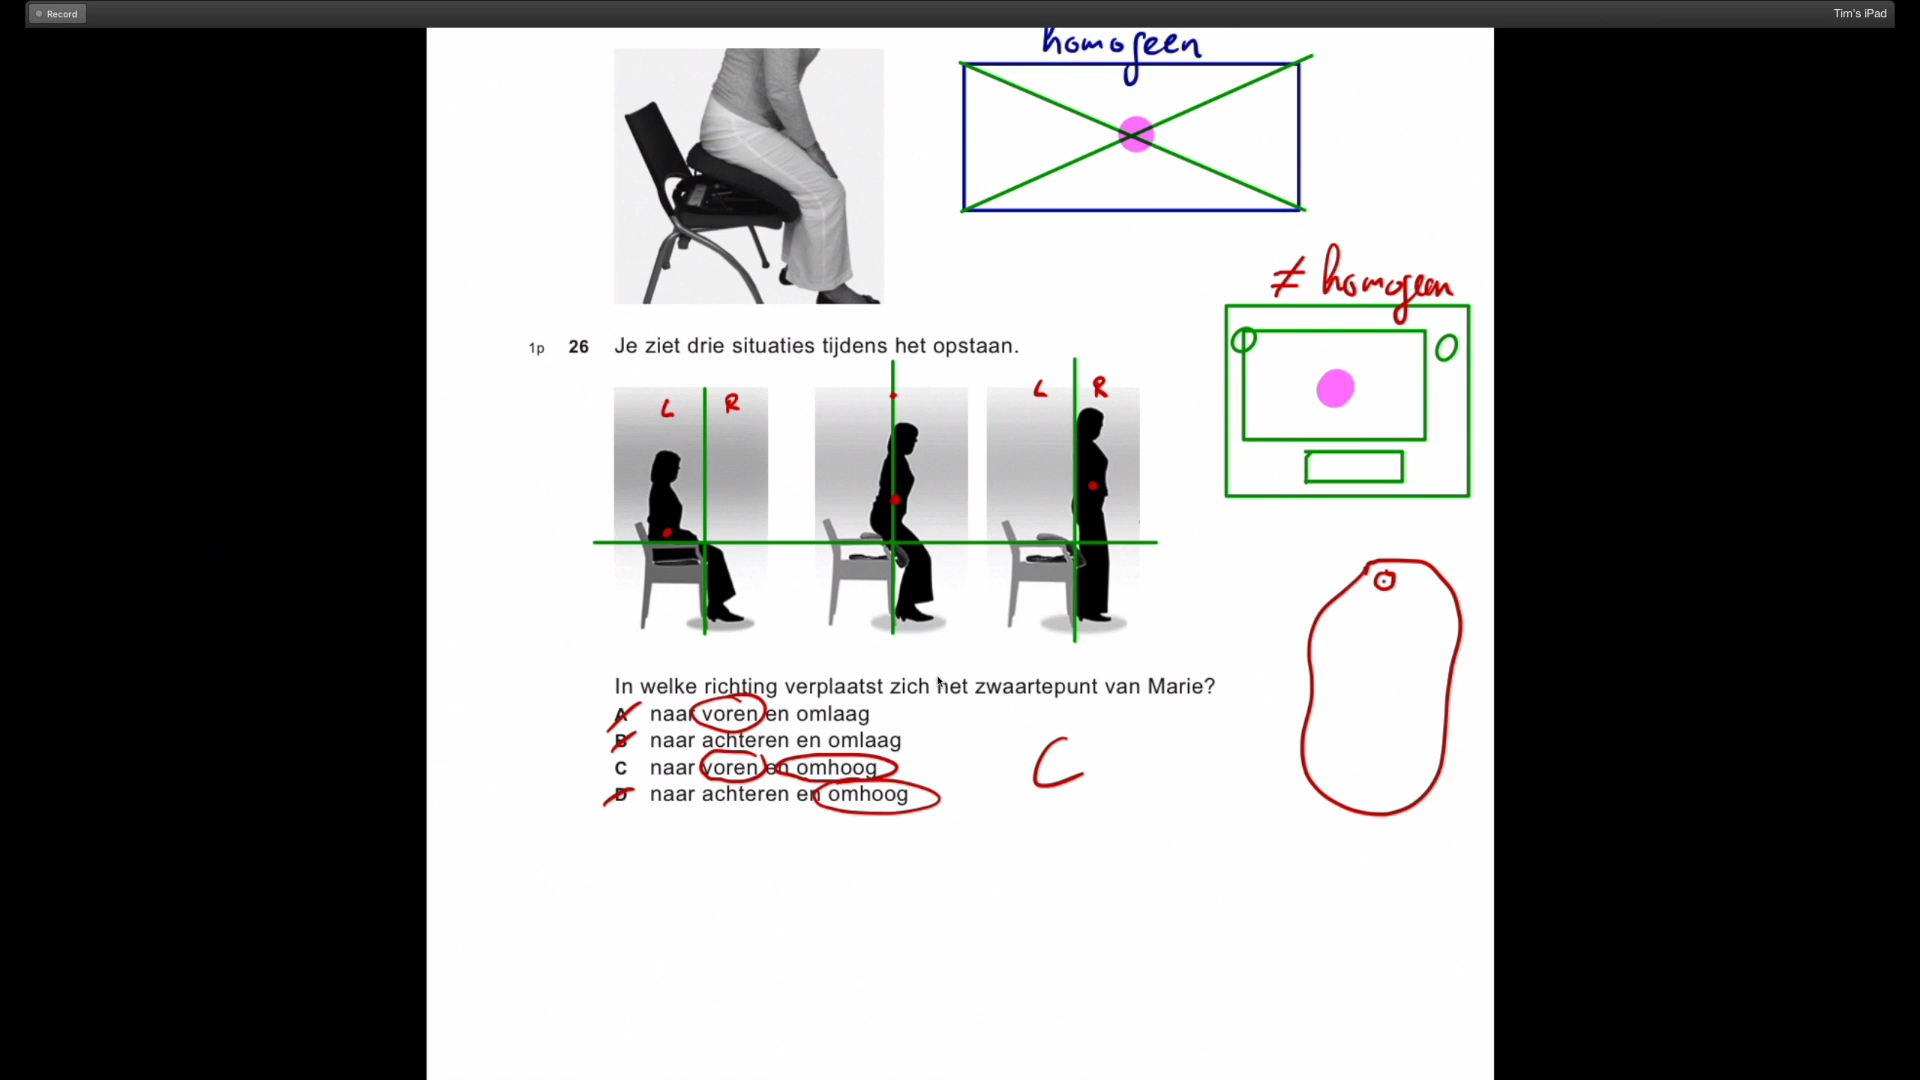 Record
Tim's iPad
homogeen
≠ homogeen
1p 26 Je ziet drie situaties tijdens het opstaan.
L R
L R
In welke richting verplaatst zich het zwaartepunt van Marie?
A naar voren en omlaag
B naar achteren en omlaag
C naar voren en omhoog
D naar achteren en omhoog
C